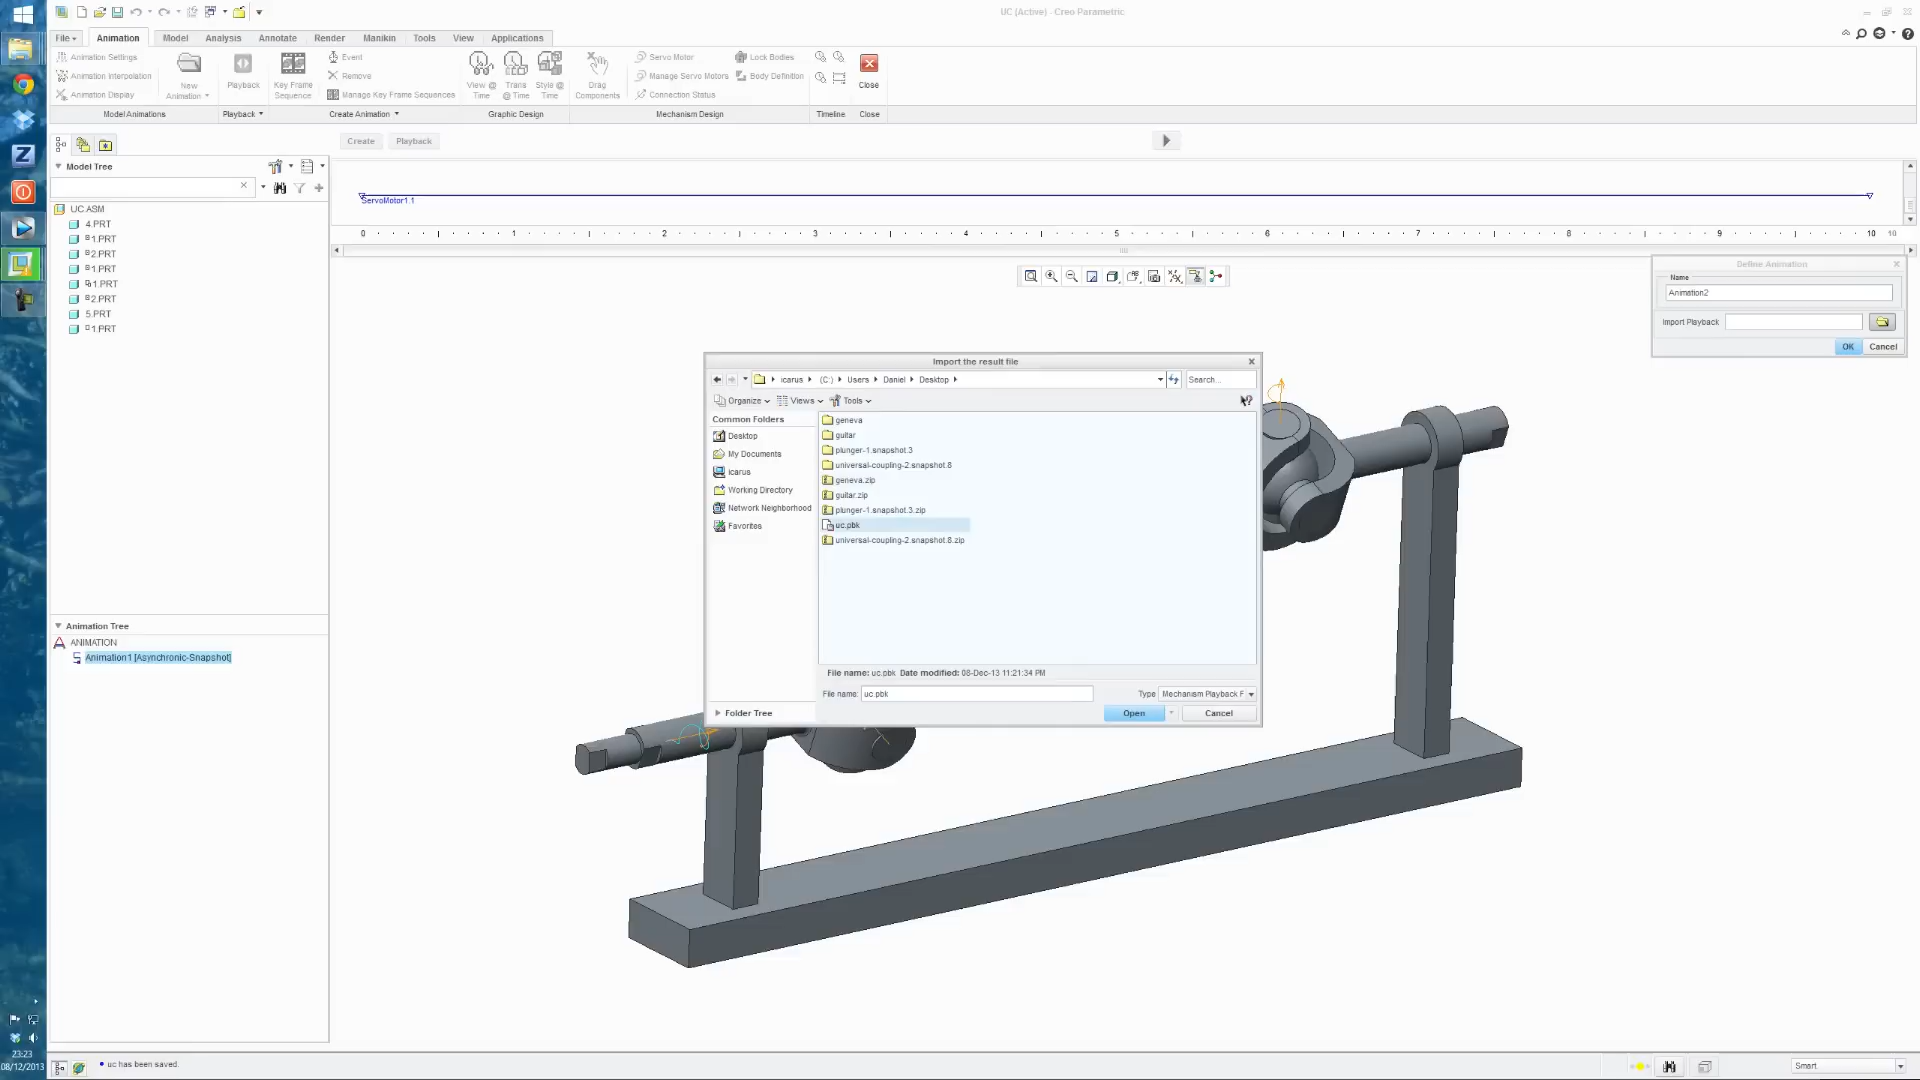 UC (Active) - Creo Parametric
File Animation Model Analysis Annotate Render Manikin Tools View Applications
Animation Settings
Animation Interpolation
Animation Display
New Animation
Playback
Key Frame Sequence
Event
Remove
Manage Key Frame Sequences
View @ Time
Trans @ Time
Style @ Time
Drag Components
Servo Motor
Manage Servo Motors
Connection Status
Lock Bodies
Body Definition
Close
Model Animations Playback Create Animation Graphic Design Mechanism Design Timeline Close
Create Playback
Model Tree
ServoMotor1.1
0 1 2 3 4 5 6 7 8 9 10 10
UC.ASM
4.PRT
1.PRT
2.PRT
1.PRT
1.PRT
2.PRT
5.PRT
1.PRT
Define Animation
Name
Animation2
Import Playback
OK Cancel
Import the result file
icarus (C:) Users Daniel Desktop Search...
Organize Views Tools
Common Folders
Desktop
My Documents
icarus
Working Directory
Network Neighborhood
Favorites
Folder Tree
geneva
guitar
plunger-1.snapshot.3
universal-coupling-2.snapshot.8
geneva.zip
guitar.zip
plunger-1.snapshot.3.zip
uc.pbk
universal-coupling-2.snapshot.8.zip
File name: uc.pbk Date modified: 08-Dec-13 11:21:34 PM
File name: uc.pbk Type Mechanism Playback F
Open Cancel
Animation Tree
ANIMATION
Animation1 [Asynchronic-Snapshot]
23:23
08/12/2013
uc has been saved.
Smart